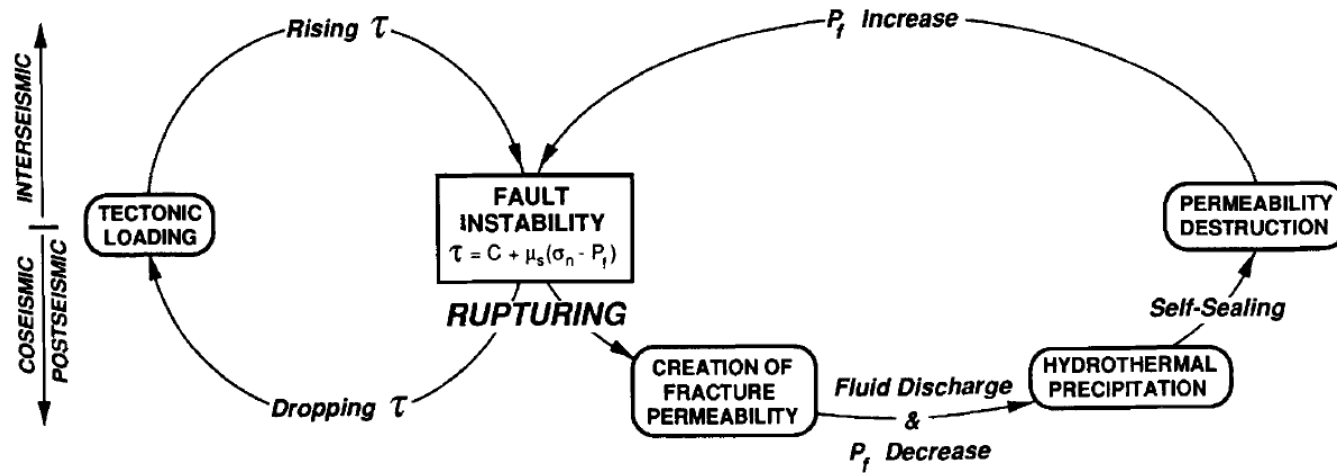 Rising τ
P_f Increase
INTERSEISMIC
COSEISMIC
POSTSEISMIC
TECTONIC
LOADING
FAULT
INSTABILITY
τ = C + μ_s(σ_n - P_f)
RUPTURING
Dropping τ
CREATION OF
FRACTURE
PERMEABILITY
Fluid Discharge
&
P_f Decrease
HYDROTHERMAL
PRECIPITATION
Self-Sealing
PERMEABILITY
DESTRUCTION